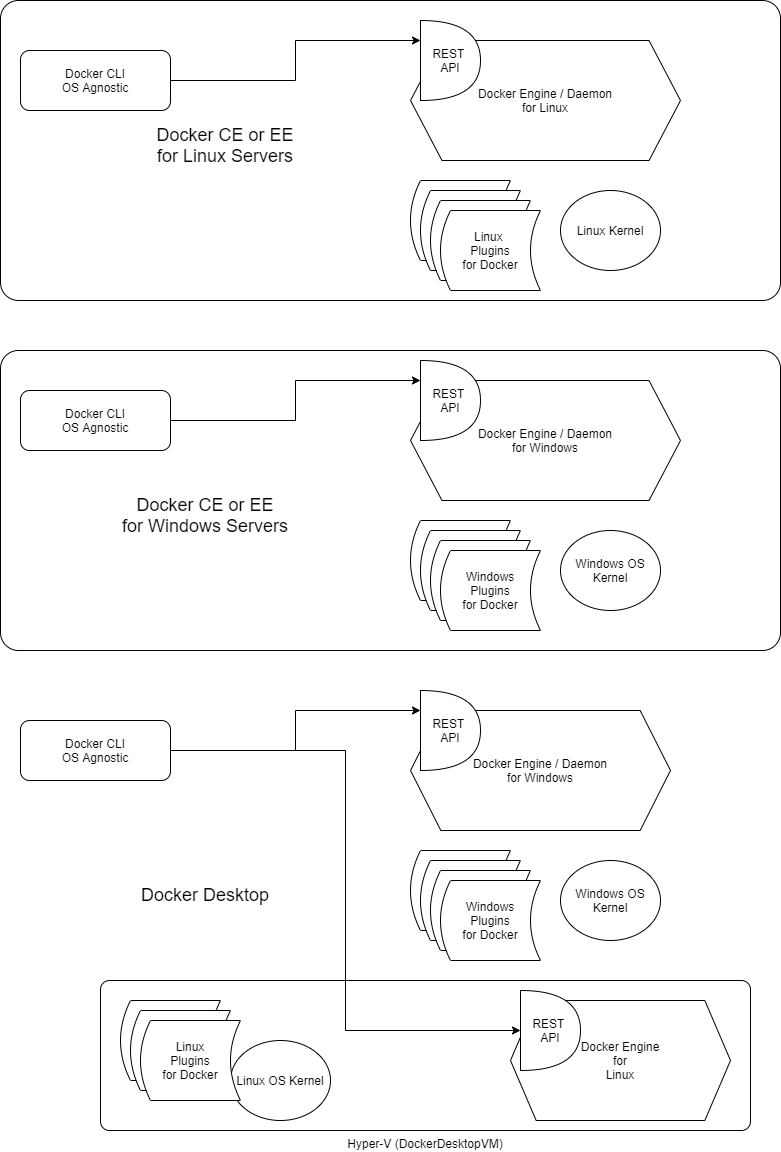 Docker CLI
OS Agnostic
REST
API
Docker Engine / Daemon
for Linux
Docker CE or EE
for Linux Servers
Linux
Plugins
for Docker
Linux Kernel
Docker CLI
OS Agnostic
REST
API
Docker Engine / Daemon
for Windows
Docker CE or EE
for Windows Servers
Windows
Plugins
for Docker
Windows OS
Kernel
Docker CLI
OS Agnostic
REST
API
Docker Engine / Daemon
for Windows
Docker Desktop
Windows
Plugins
for Docker
Windows OS
Kernel
Linux
Plugins
for Docker
Linux OS Kernel
REST
API
Docker Engine
for
Linux
Hyper-V (DockerDesktopVM)